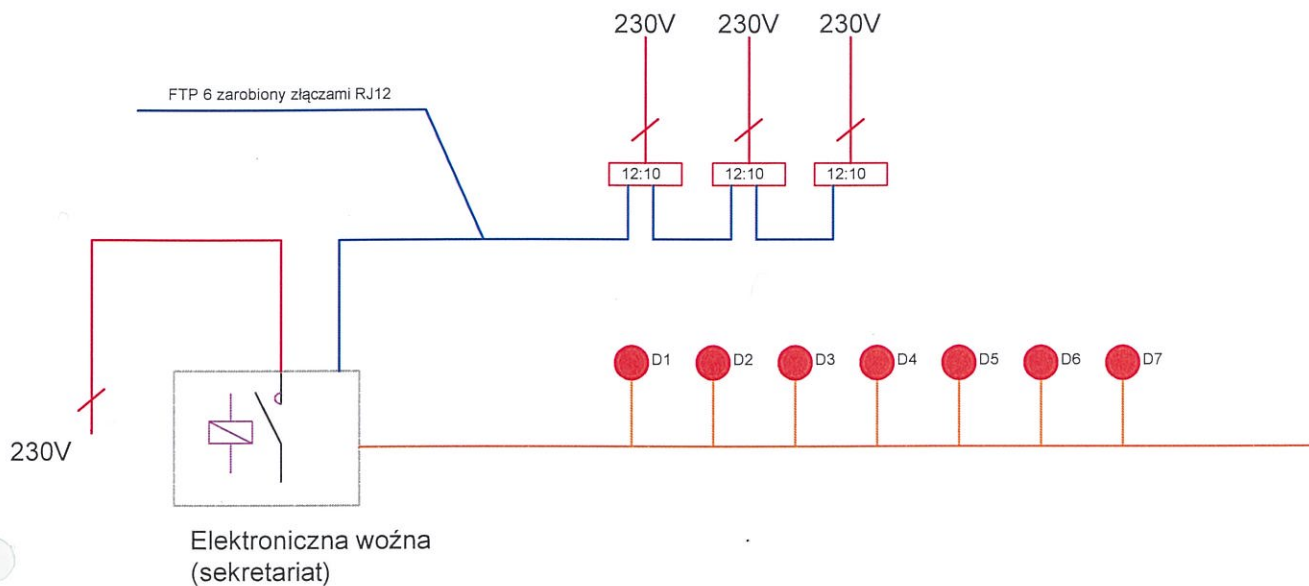 230V 230V 230V
FTP 6 zarobiony złączami RJ12
12:10 12:10 12:10
D1 D2 D3 D4 D5 D6 D7
230V
Elektroniczna woźna
(sekretariat)